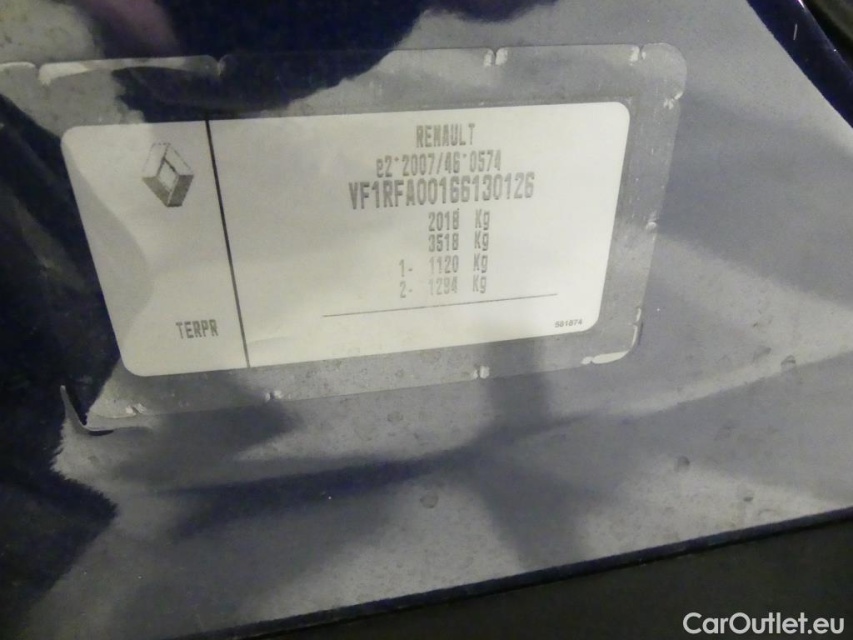 RENAULT
e2*2007/46*0574
VF1RFA00166130126
2018 Kg
3518 Kg
1- 1120 Kg
2- 1294 Kg
TERPR
501074
CarOutlet.eu